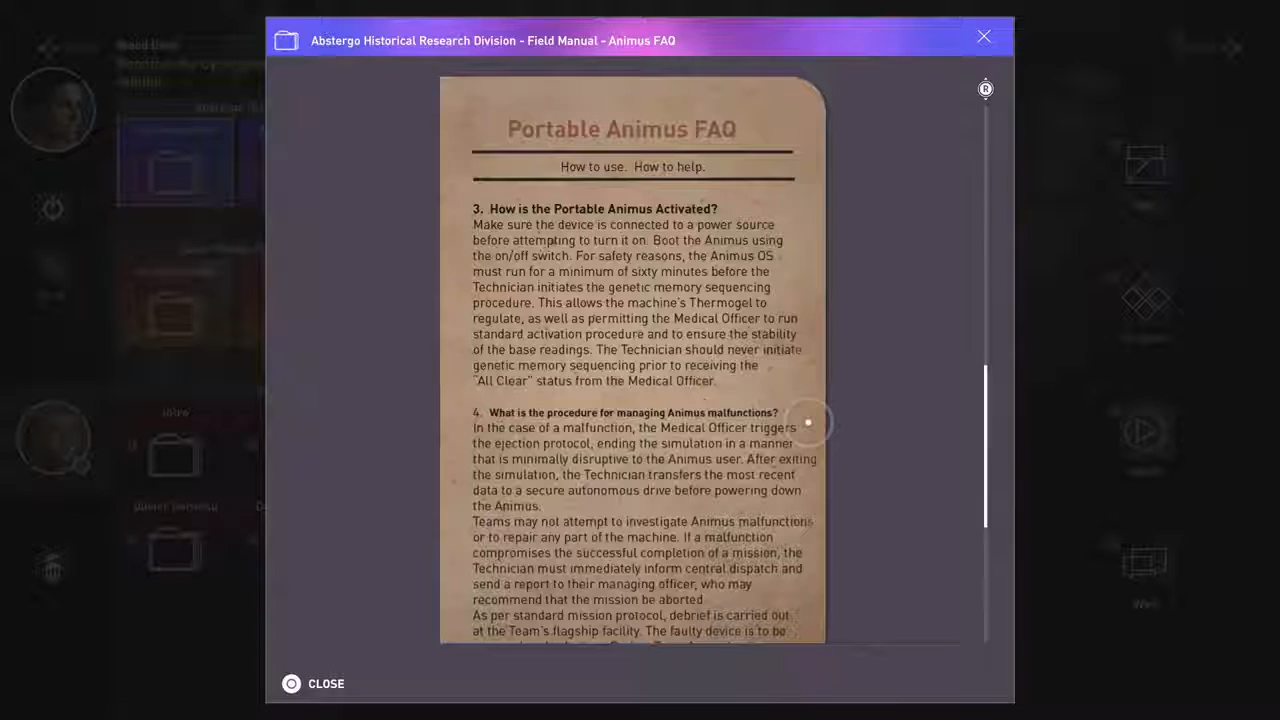 Abstergo Historical Research Division - Field Manual - Animus FAQ
R
Portable Animus FAQ
How to use. How to help.
3. How is the Portable Animus Activated?
Make sure the device is connected to a power source
before attempting to turn it on. Boot the Animus using
the on/off switch. For safety reasons, the Animus OS
must run for a minimum of sixty minutes before the
Technician initiates the genetic memory sequencing
procedure. This allows the machine's Thermogel to
regulate, as well as permitting the Medical Officer to run
standard activation procedure and to ensure the stability
of the base readings. The Technician should never initiate
genetic memory sequencing prior to receiving the
"All Clear" status from the Medical Officer.
4. What is the procedure for managing Animus malfunctions?
In the case of a malfunction, the Medical Officer triggers
the ejection protocol, ending the simulation in a manner
that is minimally disruptive to the Animus user. After exiting
the simulation, the Technician transfers the most recent
data to a secure autonomous drive before powering down
the Animus.
Teams may not attempt to investigate Animus malfunctions
or to repair any part of the machine. If a malfunction
compromises the successful completion of a mission, the
Technician must immediately inform central dispatch and
send a report to their managing officer, who may
recommend that the mission be aborted
As per standard mission protocol, debrief is carried out
at the Team's flagship facility. The faulty device is to be
Intro
CLOSE